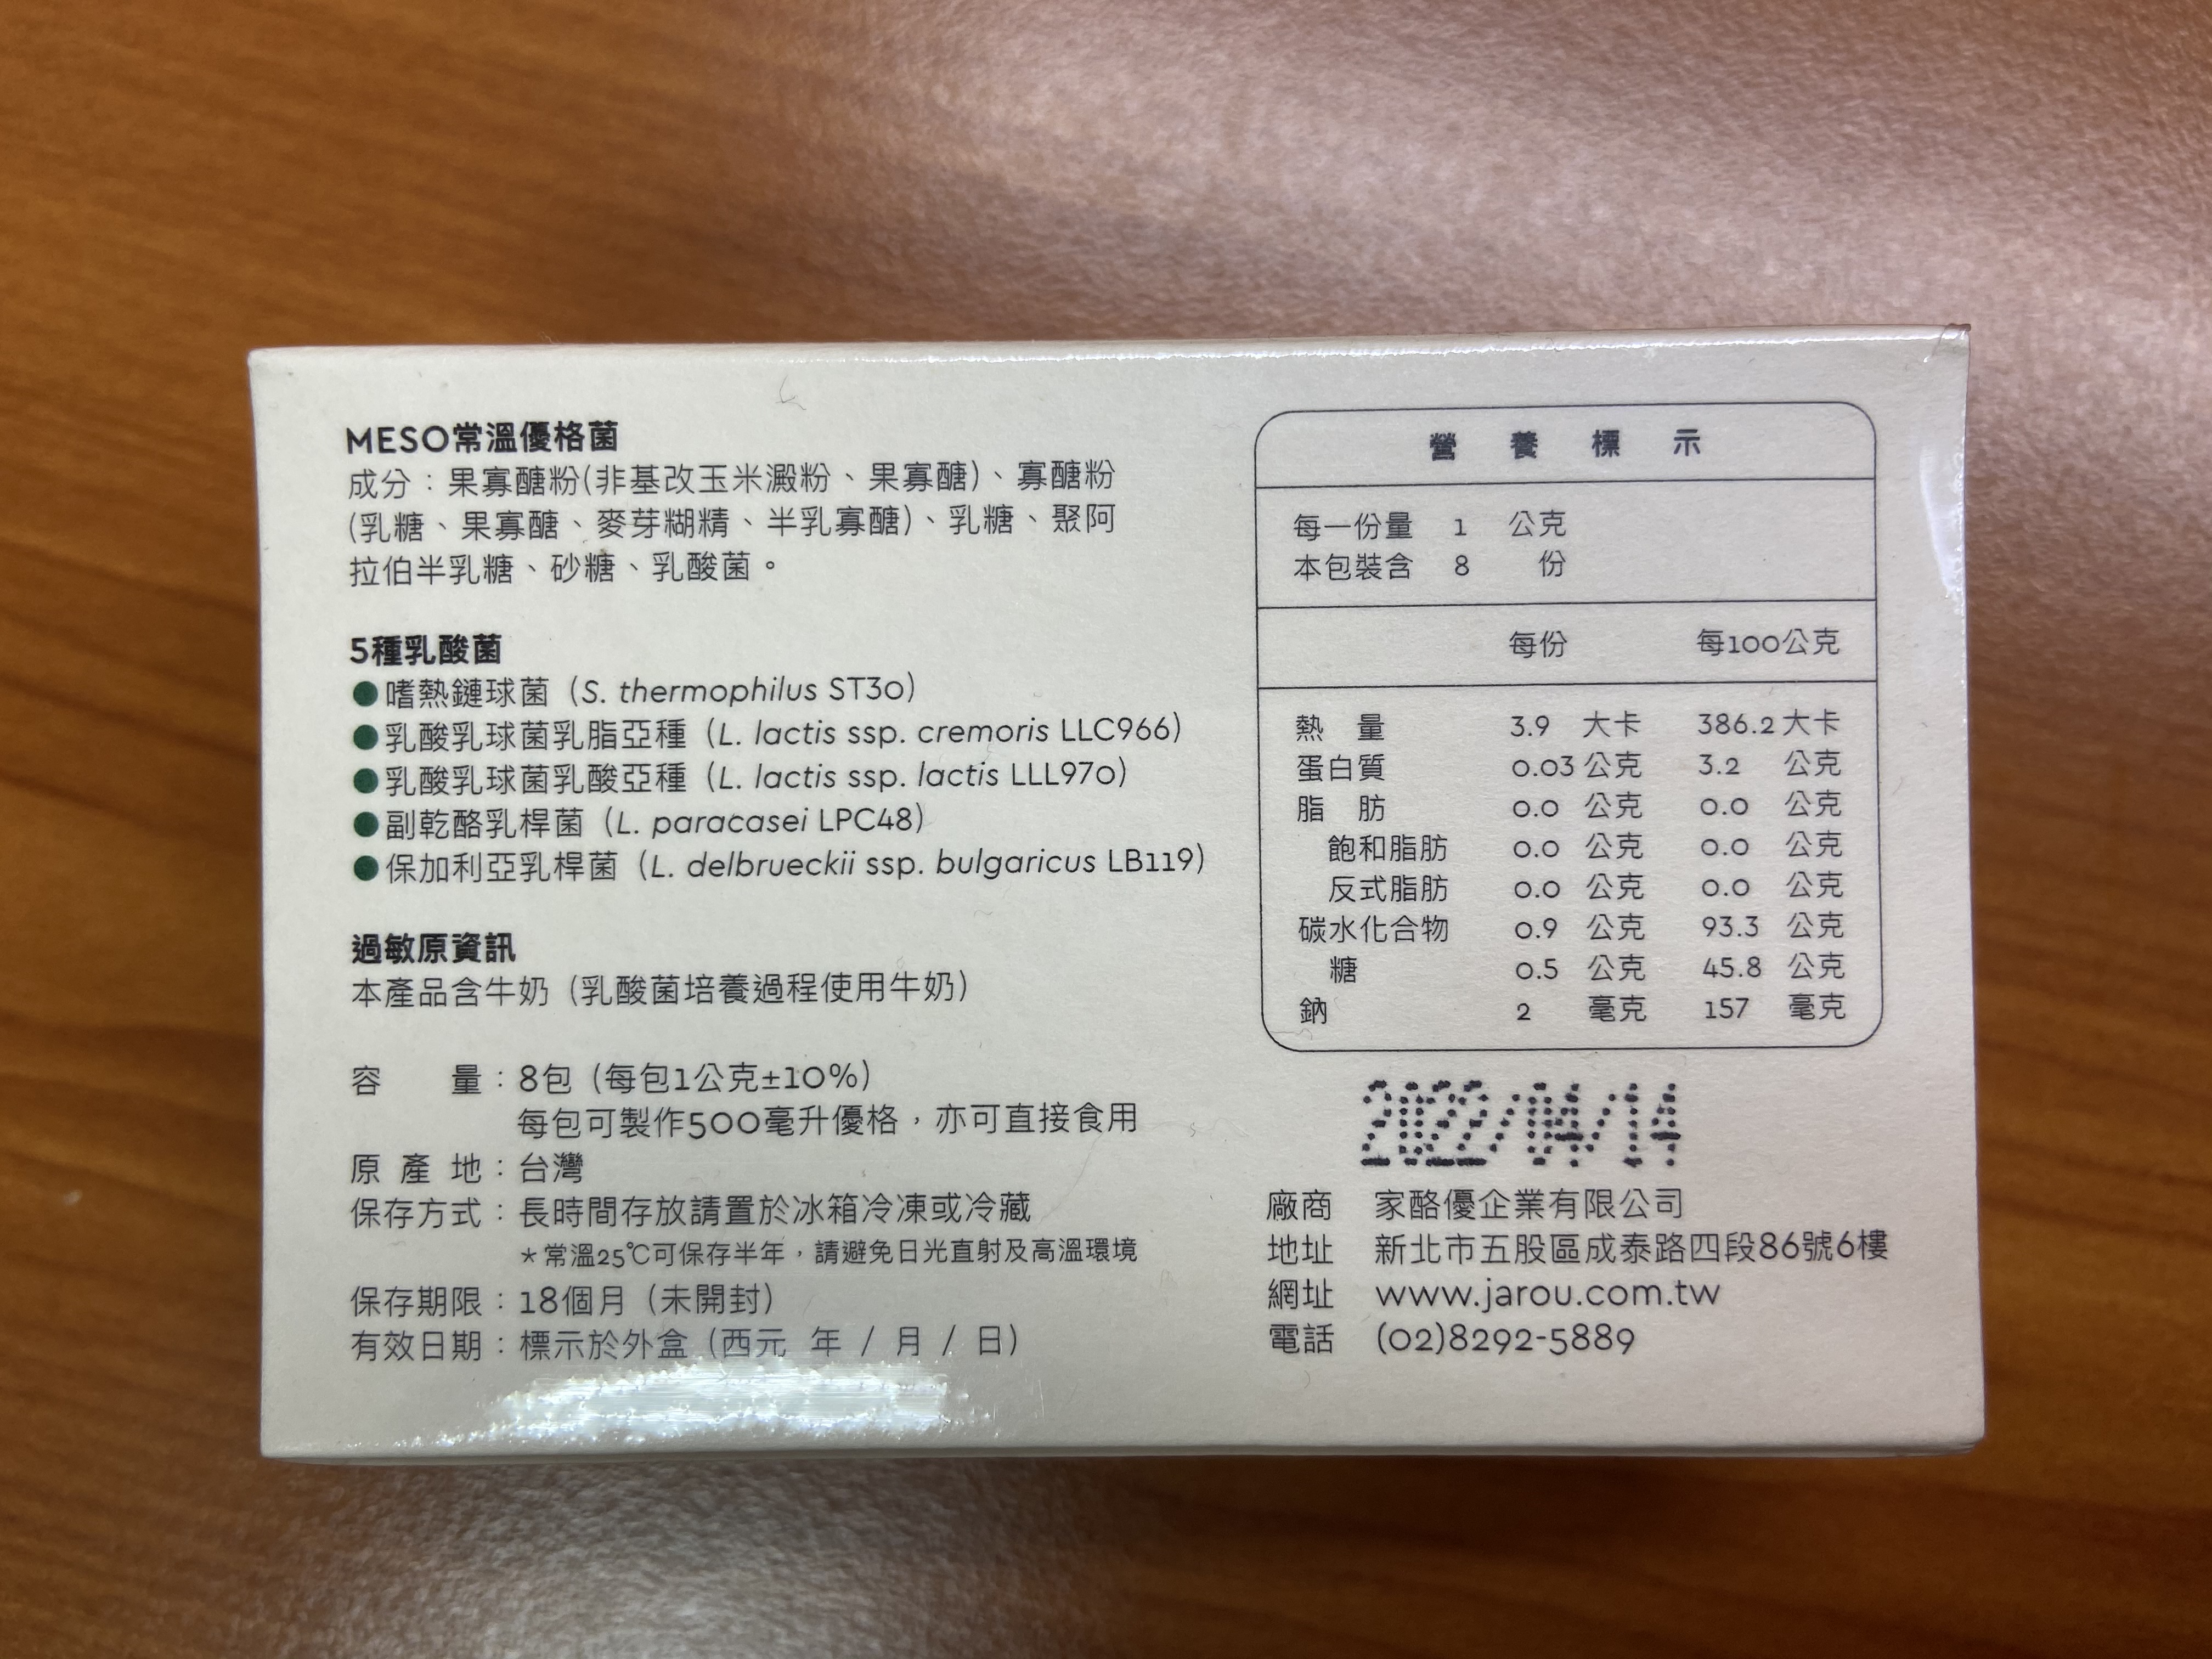 MESO常溫優格菌
成分：果寡醣粉(非基改玉米澱粉、果寡醣)、寡醣粉
(乳糖、果寡醣、麥芽糊精、半乳寡醣)、乳糖、聚阿
拉伯半乳糖、砂糖、乳酸菌。
5種乳酸菌
●嗜熱鏈球菌（S. thermophilus ST30）
●乳酸乳球菌乳脂亞種（L. lactis ssp. cremoris LLC966）
●乳酸乳球菌乳酸亞種（L. lactis ssp. lactis LLL970）
●副乾酪乳桿菌（L. paracasei LPC48）
●保加利亞乳桿菌（L. delbrueckii ssp. bulgaricus LB119）
過敏原資訊
本產品含牛奶（乳酸菌培養過程使用牛奶）
容 量：8包（每包1公克±10%）
每包可製作500毫升優格，亦可直接食用
原產地：台灣
保存方式：長時間存放請置於冰箱冷凍或冷藏
＊常溫25℃可保存半年，請避免日光直射及高溫環境
保存期限：18個月（未開封）
有效日期：標示於外盒（西元 年 / 月 / 日）
營養標示
每一份量 1 公克
本包裝含 8 份
每份 每100公克
熱量 3.9 大卡 386.2 大卡
蛋白質 0.03 公克 3.2 公克
脂肪 0.0 公克 0.0 公克
飽和脂肪 0.0 公克 0.0 公克
反式脂肪 0.0 公克 0.0 公克
碳水化合物 0.9 公克 93.3 公克
糖 0.5 公克 45.8 公克
鈉 2 毫克 157 毫克
2022/04/14
廠商 家酪優企業有限公司
地址 新北市五股區成泰路四段86號6樓
網址 www.jarou.com.tw
電話 (02)8292-5889